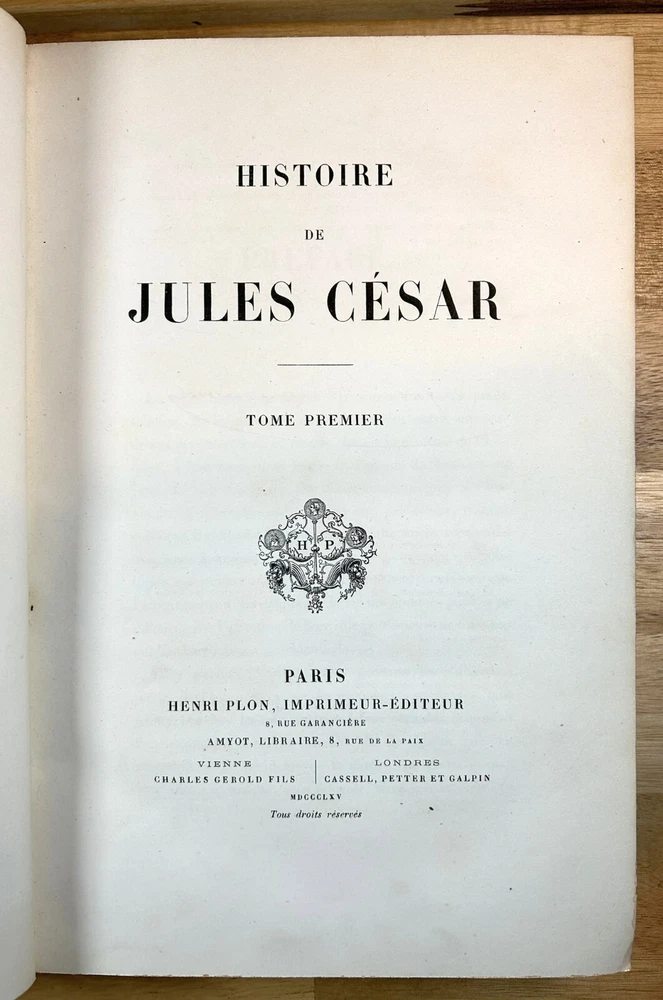 HISTOIRE
DE
JULES CÉSAR
TOME PREMIER
H P
PARIS
HENRI PLON, IMPRIMEUR-ÉDITEUR
8, RUE GARANCIÈRE
AMYOT, LIBRAIRE, 8, RUE DE LA PAIX
VIENNE
CHARLES GEROLD FILS
LONDRES
CASSELL, PETTER ET GALPIN
MDCCCLXV
Tous droits réservés